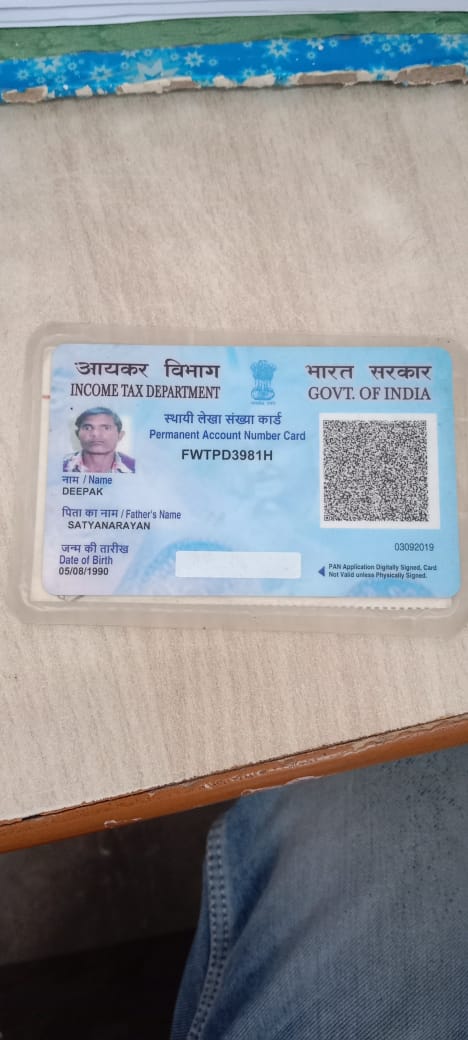 आयकर विभाग
INCOME TAX DEPARTMENT
भारत सरकार
GOVT. OF INDIA
स्थायी लेखा संख्या कार्ड
Permanent Account Number Card
FWTPD3981H
नाम / Name
DEEPAK
पिता का नाम / Father's Name
SATYANARAYAN
जन्म की तारीख
Date of Birth
05/08/1990
03092019
PAN Application Digitally Signed, Card
Not Valid unless Physically Signed.